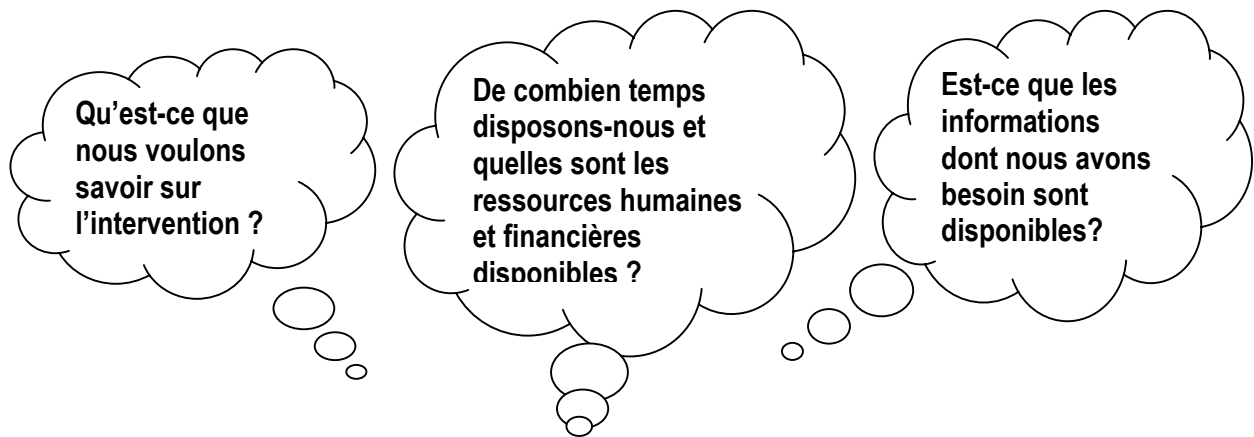 Qu’est-ce que
nous voulons
savoir sur
l’intervention ?
De combien temps
disposons-nous et
quelles sont les
ressources humaines
et financières
disponibles ?
Est-ce que les
informations
dont nous avons
besoin sont
disponibles?